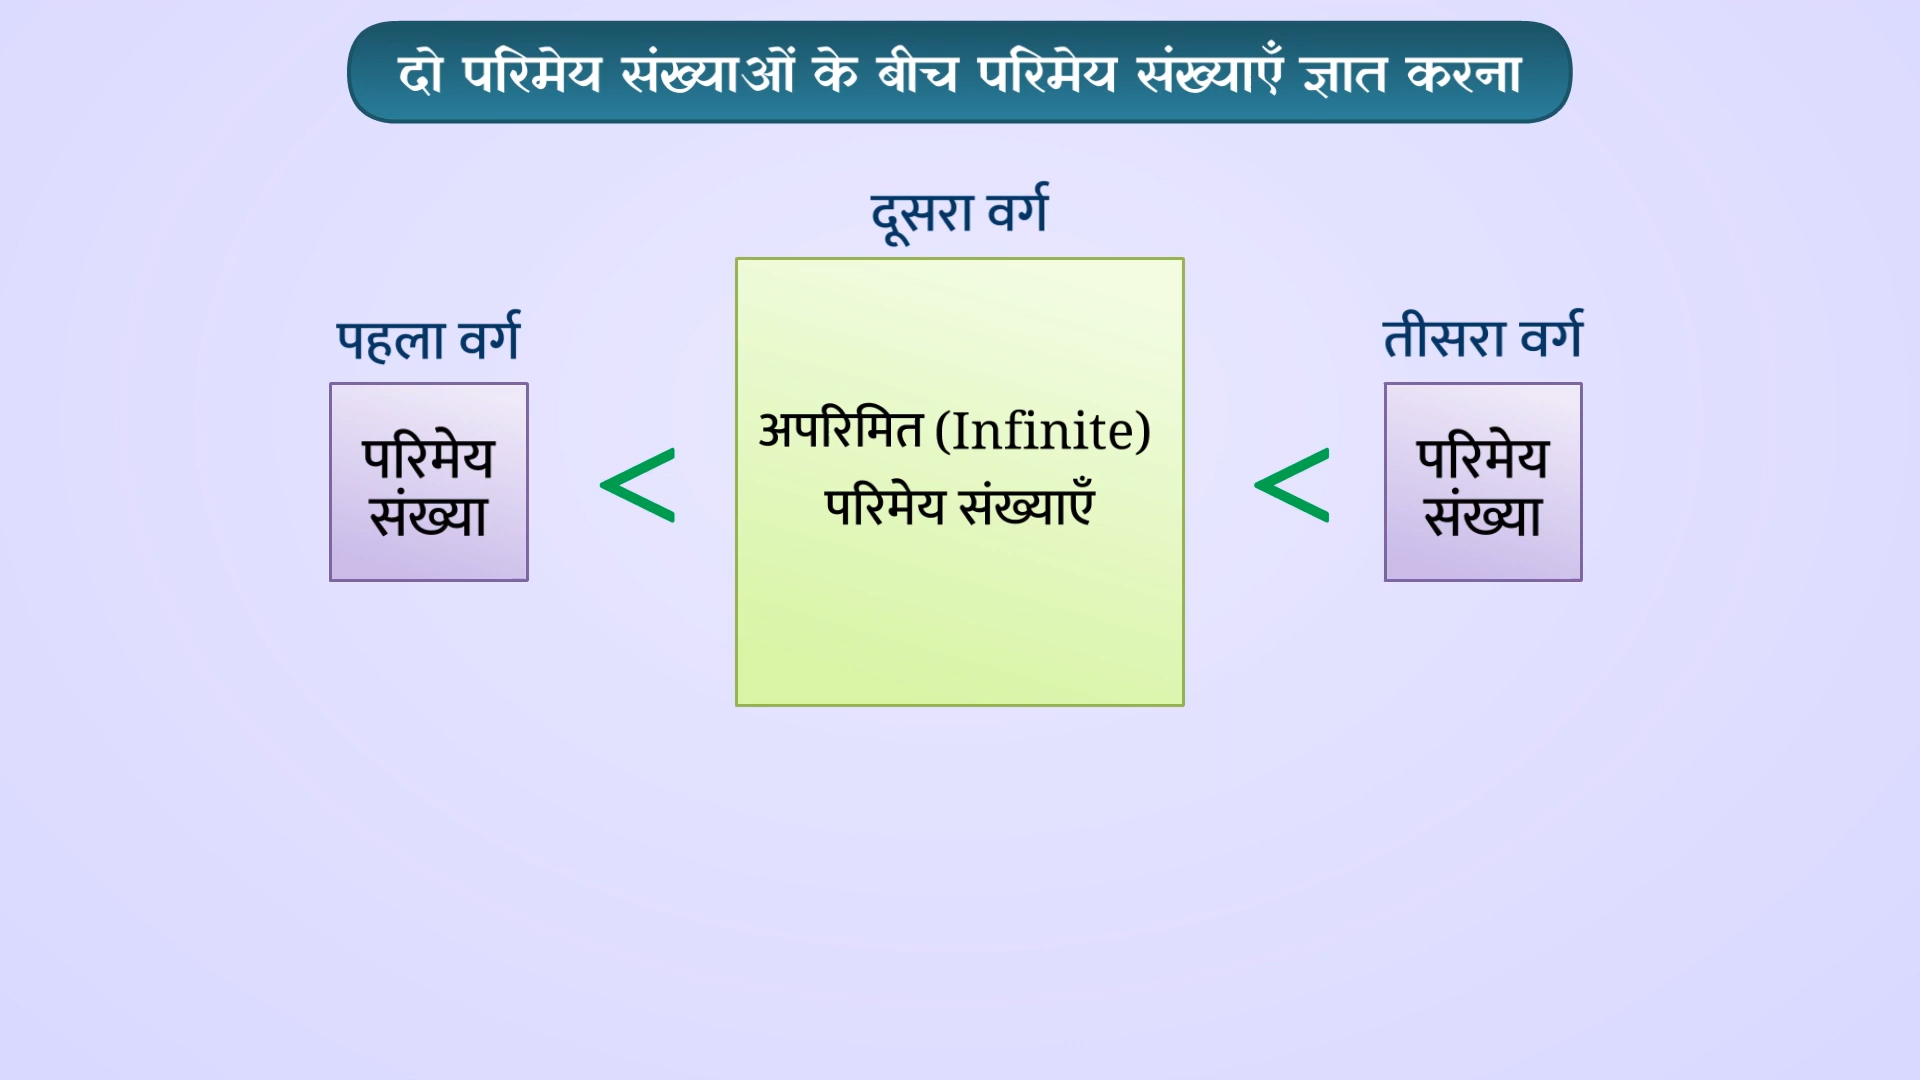 दो परिमेय संख्याओं के बीच परिमेय संख्याएँ ज्ञात करना
दूसरा वर्ग
पहला वर्ग
तीसरा वर्ग
परिमेय
संख्या
<
अपरिमित (Infinite)
परिमेय संख्याएँ
<
परिमेय
संख्या